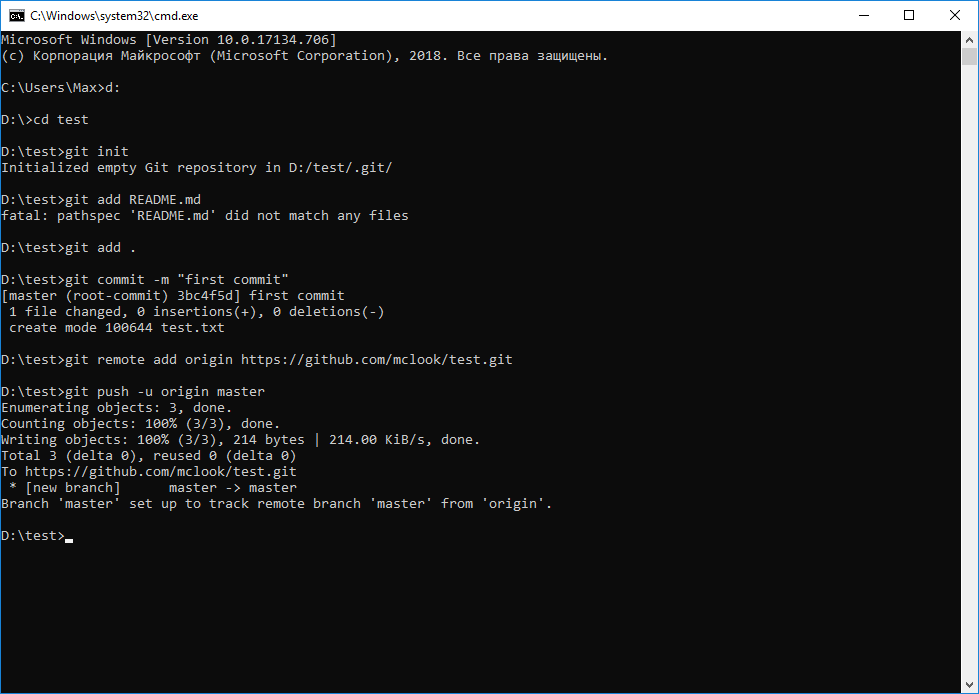 C:\Windows\system32\cmd.exe
Microsoft Windows [Version 10.0.17134.706]
(c) Корпорация Майкрософт (Microsoft Corporation), 2018. Все права защищены.
C:\Users\Max>d:
D:\>cd test
D:\test>git init
Initialized empty Git repository in D:/test/.git/
D:\test>git add README.md
fatal: pathspec 'README.md' did not match any files
D:\test>git add .
D:\test>git commit -m "first commit"
[master (root-commit) 3bc4f5d] first commit
 1 file changed, 0 insertions(+), 0 deletions(-)
 create mode 100644 test.txt
D:\test>git remote add origin https://github.com/mclook/test.git
D:\test>git push -u origin master
Enumerating objects: 3, done.
Counting objects: 100% (3/3), done.
Writing objects: 100% (3/3), 214 bytes | 214.00 KiB/s, done.
Total 3 (delta 0), reused 0 (delta 0)
To https://github.com/mclook/test.git
 * [new branch]      master -> master
Branch 'master' set up to track remote branch 'master' from 'origin'.
D:\test>